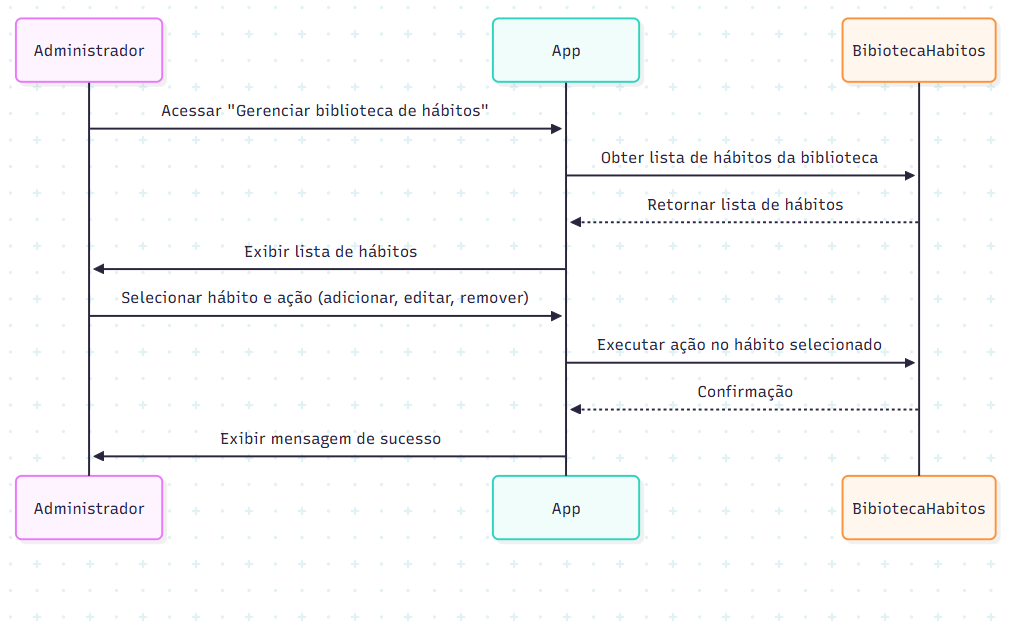 Administrador
App
BibiotecaHabitos
Acessar "Gerenciar biblioteca de hábitos"
Obter lista de hábitos da biblioteca
Retornar lista de hábitos
Exibir lista de hábitos
Selecionar hábito e ação (adicionar, editar, remover)
Executar ação no hábito selecionado
Confirmação
Exibir mensagem de sucesso
Administrador
App
BibiotecaHabitos